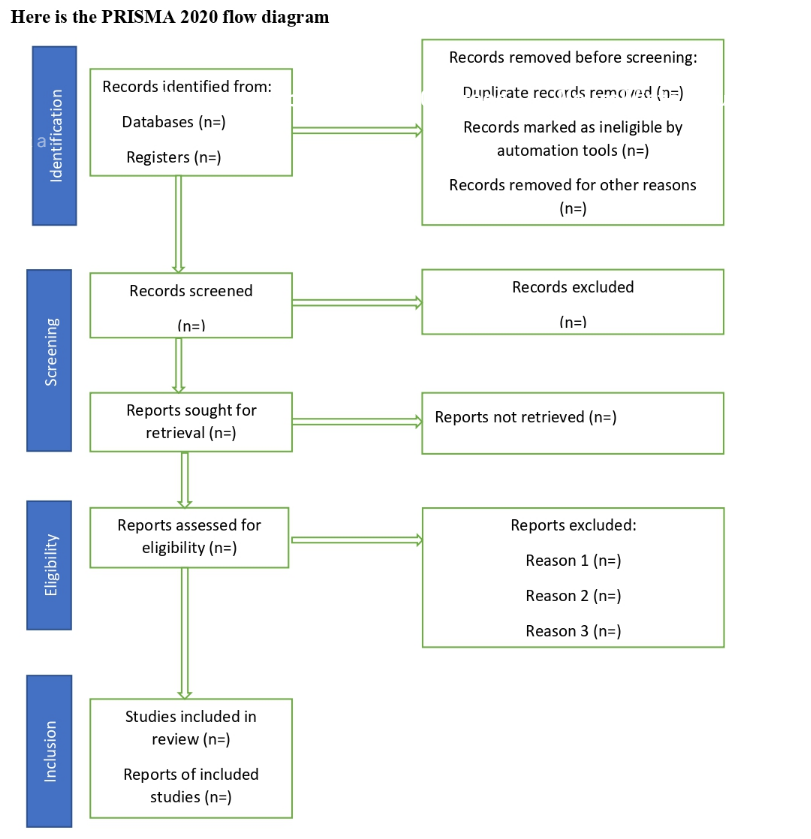 Here is the PRISMA 2020 flow diagram
Identification
a
Records identified from:
Databases (n=)
Registers (n=)
Records removed before screening:
Duplicate records removed (n=)
Records marked as ineligible by
automation tools (n=)
Records removed for other reasons
(n=)
Screening
Records screened
(n=)
Records excluded
(n=)
Reports sought for
retrieval (n=)
Reports not retrieved (n=)
Eligibility
Reports assessed for
eligibility (n=)
Reports excluded:
Reason 1 (n=)
Reason 2 (n=)
Reason 3 (n=)
Inclusion
Studies included in
review (n=)
Reports of included
studies (n=)